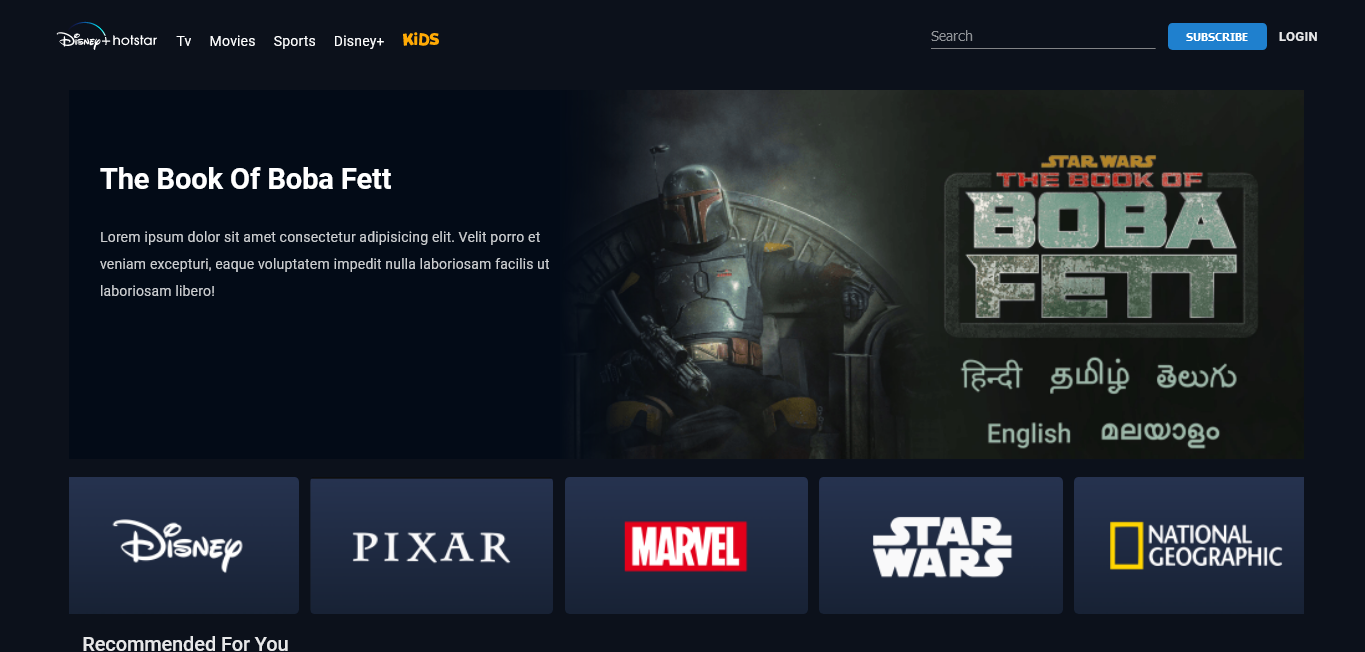 Disney+ hotstar
Tv
Movies
Sports
Disney+
KiDS
Search
SUBSCRIBE
LOGIN
The Book Of Boba Fett
Lorem ipsum dolor sit amet consectetur adipisicing elit. Velit porro et
veniam excepturi, eaque voluptatem impedit nulla laboriosam facilis ut
laboriosam libero!
STAR WARS
THE BOOK OF
BOBA
FETT
हिन्दी தமிழ் తెలుగు
English മലയാളം
Disney
PIXAR
MARVEL
STAR
WARS
NATIONAL
GEOGRAPHIC
Recommended For You